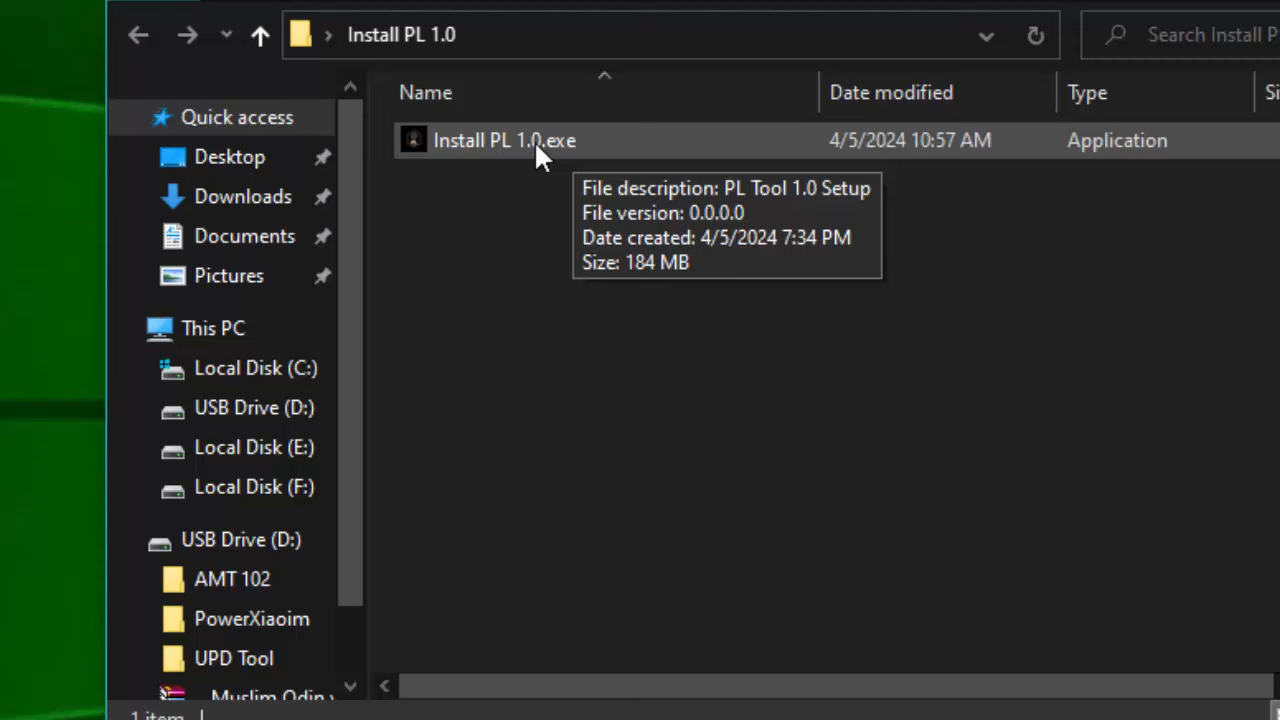 Install PL 1.0
Search Install P
Name
Date modified
Type
Si
Quick access
Install PL 1.0.exe
4/5/2024 10:57 AM
Application
Desktop
File description: PL Tool 1.0 Setup
File version: 0.0.0.0
Date created: 4/5/2024 7:34 PM
Size: 184 MB
Downloads
Documents
Pictures
This PC
Local Disk (C:)
USB Drive (D:)
Local Disk (E:)
Local Disk (F:)
USB Drive (D:)
AMT 102
PowerXiaoim
UPD Tool
Muslim Odin
1 item